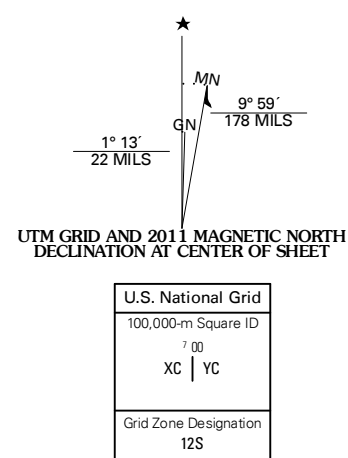 ★
MN
GN
9° 59´
178 MILS
1° 13´
22 MILS
UTM GRID AND 2011 MAGNETIC NORTH
DECLINATION AT CENTER OF SHEET
U.S. National Grid
100,000-m Square ID
7 00
XC | YC
Grid Zone Designation
12S